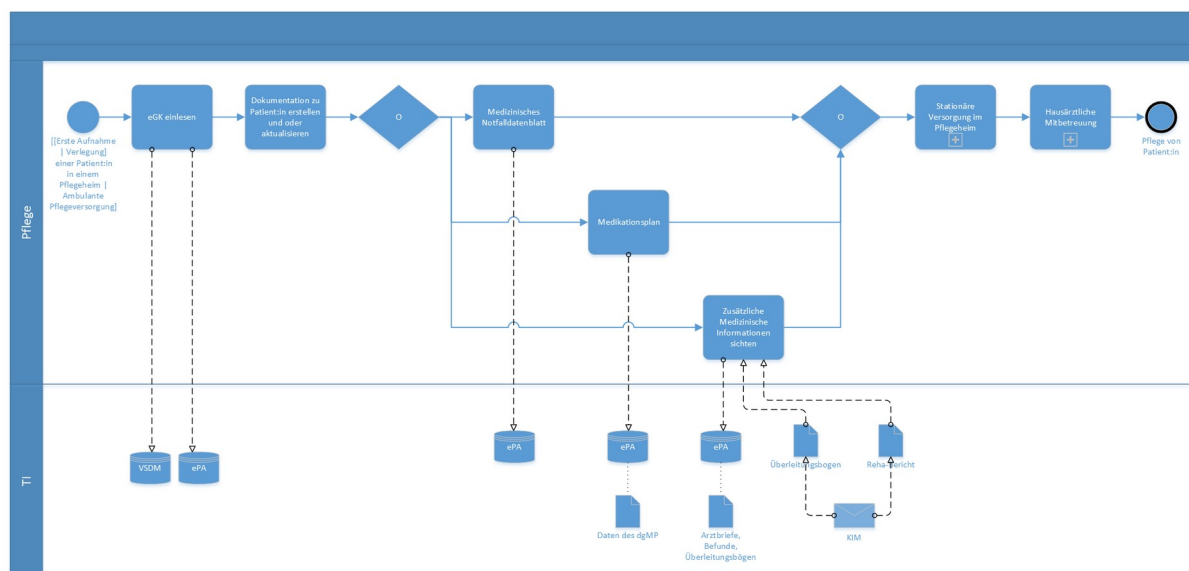 Pflege
[[Erste Aufnahme
| Verlegung]
einer Patient:in
in einem
Pflegeheim |
Ambulante
Pflegeversorgung]
eGK einlesen
Dokumentation zu
Patient:in erstellen
und oder
aktualisieren
O
Medizinisches
Notfalldatenblatt
O
Stationäre
Versorgung im
Pflegeheim
Hausärztliche
Mitbetreuung
Pflege von
Patient:in
Medikationsplan
Zusätzliche
Medizinische
Informationen
sichten
TI
VSDM
ePA
ePA
ePA
ePA
Überleitungsbogen
Reha-Bericht
Daten des dgMP
Arztbriefe,
Befunde,
Überleitungsbögen
KIM